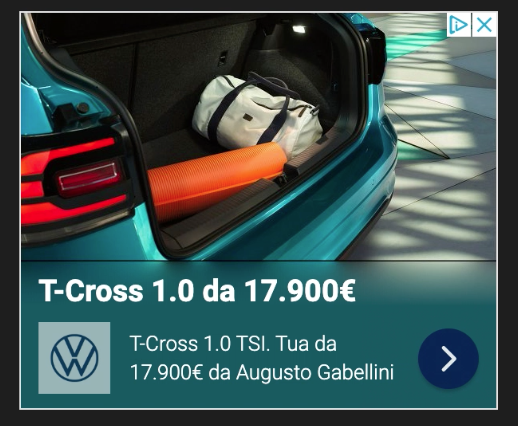 T-Cross 1.0 da 17.900€
T-Cross 1.0 TSI. Tua da
17.900€ da Augusto Gabellini